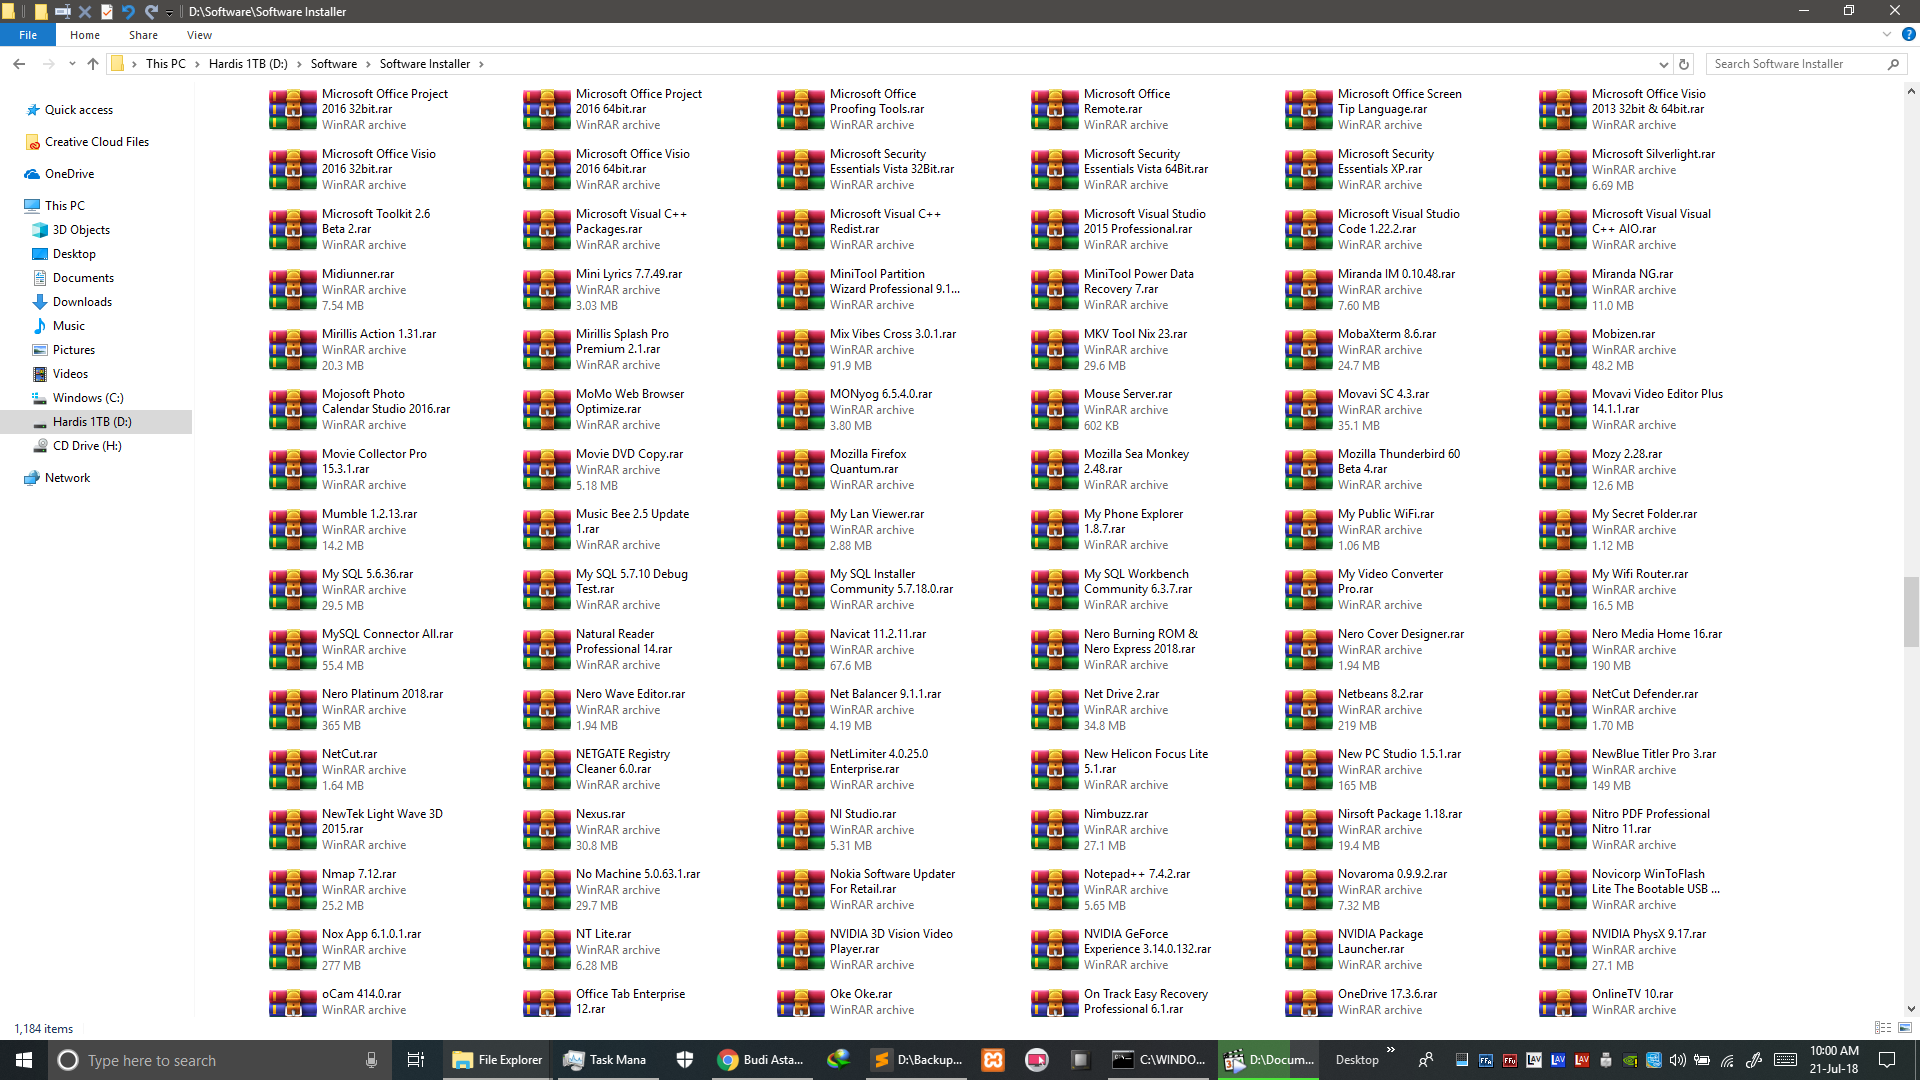 D:\Software\Software Installer
File
Home
Share
View
This PC
Hardis 1TB (D:)
Software
Software Installer
Search Software Installer
Quick access
Creative Cloud Files
OneDrive
This PC
3D Objects
Desktop
Documents
Downloads
Music
Pictures
Videos
Windows (C:)
Hardis 1TB (D:)
CD Drive (H:)
Network
Microsoft Office Project
2016 32bit.rar
WinRAR archive
Microsoft Office Project
2016 64bit.rar
WinRAR archive
Microsoft Office
Proofing Tools.rar
WinRAR archive
Microsoft Office
Remote.rar
WinRAR archive
Microsoft Office Screen
Tip Language.rar
WinRAR archive
Microsoft Office Visio
2013 32bit & 64bit.rar
WinRAR archive
Microsoft Office Visio
2016 32bit.rar
WinRAR archive
Microsoft Office Visio
2016 64bit.rar
WinRAR archive
Microsoft Security
Essentials Vista 32Bit.rar
WinRAR archive
Microsoft Security
Essentials Vista 64Bit.rar
WinRAR archive
Microsoft Security
Essentials XP.rar
WinRAR archive
Microsoft Silverlight.rar
WinRAR archive
6.69 MB
Microsoft Toolkit 2.6
Beta 2.rar
WinRAR archive
Microsoft Visual C++
Packages.rar
WinRAR archive
Microsoft Visual C++
Redist.rar
WinRAR archive
Microsoft Visual Studio
2015 Professional.rar
WinRAR archive
Microsoft Visual Studio
Code 1.22.2.rar
WinRAR archive
Microsoft Visual Visual
C++ AIO.rar
WinRAR archive
Midiunner.rar
WinRAR archive
7.54 MB
Mini Lyrics 7.7.49.rar
WinRAR archive
3.03 MB
MiniTool Partition
Wizard Professional 9.1...
WinRAR archive
MiniTool Power Data
Recovery 7.rar
WinRAR archive
Miranda IM 0.10.48.rar
WinRAR archive
7.60 MB
Miranda NG.rar
WinRAR archive
11.0 MB
Mirillis Action 1.31.rar
WinRAR archive
20.3 MB
Mirillis Splash Pro
Premium 2.1.rar
WinRAR archive
Mix Vibes Cross 3.0.1.rar
WinRAR archive
91.9 MB
MKV Tool Nix 23.rar
WinRAR archive
29.6 MB
MobaXterm 8.6.rar
WinRAR archive
24.7 MB
Mobizen.rar
WinRAR archive
48.2 MB
Mojosoft Photo
Calendar Studio 2016.rar
WinRAR archive
MoMo Web Browser
Optimize.rar
WinRAR archive
MONyog 6.5.4.0.rar
WinRAR archive
3.80 MB
Mouse Server.rar
WinRAR archive
602 KB
Movavi SC 4.3.rar
WinRAR archive
35.1 MB
Movavi Video Editor Plus
14.1.1.rar
WinRAR archive
Movie Collector Pro
15.3.1.rar
WinRAR archive
Movie DVD Copy.rar
WinRAR archive
5.18 MB
Mozilla Firefox
Quantum.rar
WinRAR archive
Mozilla Sea Monkey
2.48.rar
WinRAR archive
Mozilla Thunderbird 60
Beta 4.rar
WinRAR archive
Mozy 2.28.rar
WinRAR archive
12.6 MB
Mumble 1.2.13.rar
WinRAR archive
14.2 MB
Music Bee 2.5 Update
1.rar
WinRAR archive
My Lan Viewer.rar
WinRAR archive
2.88 MB
My Phone Explorer
1.8.7.rar
WinRAR archive
My Public WiFi.rar
WinRAR archive
1.06 MB
My Secret Folder.rar
WinRAR archive
1.12 MB
My SQL 5.6.36.rar
WinRAR archive
29.5 MB
My SQL 5.7.10 Debug
Test.rar
WinRAR archive
My SQL Installer
Community 5.7.18.0.rar
WinRAR archive
My SQL Workbench
Community 6.3.7.rar
WinRAR archive
My Video Converter
Pro.rar
WinRAR archive
My Wifi Router.rar
WinRAR archive
16.5 MB
MySQL Connector All.rar
WinRAR archive
55.4 MB
Natural Reader
Professional 14.rar
WinRAR archive
Navicat 11.2.11.rar
WinRAR archive
67.6 MB
Nero Burning ROM &
Nero Express 2018.rar
WinRAR archive
Nero Cover Designer.rar
WinRAR archive
1.94 MB
Nero Media Home 16.rar
WinRAR archive
190 MB
Nero Platinum 2018.rar
WinRAR archive
365 MB
Nero Wave Editor.rar
WinRAR archive
1.94 MB
Net Balancer 9.1.1.rar
WinRAR archive
4.19 MB
Net Drive 2.rar
WinRAR archive
34.8 MB
Netbeans 8.2.rar
WinRAR archive
219 MB
NetCut Defender.rar
WinRAR archive
1.70 MB
NetCut.rar
WinRAR archive
1.64 MB
NETGATE Registry
Cleaner 6.0.rar
WinRAR archive
NetLimiter 4.0.25.0
Enterprise.rar
WinRAR archive
New Helicon Focus Lite
5.1.rar
WinRAR archive
New PC Studio 1.5.1.rar
WinRAR archive
165 MB
NewBlue Titler Pro 3.rar
WinRAR archive
149 MB
NewTek Light Wave 3D
2015.rar
WinRAR archive
Nexus.rar
WinRAR archive
30.8 MB
NI Studio.rar
WinRAR archive
5.31 MB
Nimbuzz.rar
WinRAR archive
27.1 MB
Nirsoft Package 1.18.rar
WinRAR archive
19.4 MB
Nitro PDF Professional
Nitro 11.rar
WinRAR archive
Nmap 7.12.rar
WinRAR archive
25.2 MB
No Machine 5.0.63.1.rar
WinRAR archive
29.7 MB
Nokia Software Updater
For Retail.rar
WinRAR archive
Notepad++ 7.4.2.rar
WinRAR archive
5.65 MB
Novaroma 0.9.9.2.rar
WinRAR archive
7.32 MB
Novicorp WinToFlash
Lite The Bootable USB ...
WinRAR archive
Nox App 6.1.0.1.rar
WinRAR archive
277 MB
NT Lite.rar
WinRAR archive
6.28 MB
NVIDIA 3D Vision Video
Player.rar
WinRAR archive
NVIDIA GeForce
Experience 3.14.0.132.rar
WinRAR archive
NVIDIA Package
Launcher.rar
WinRAR archive
NVIDIA PhysX 9.17.rar
WinRAR archive
27.1 MB
oCam 414.0.rar
WinRAR archive
Office Tab Enterprise
12.rar
Oke Oke.rar
WinRAR archive
On Track Easy Recovery
Professional 6.1.rar
OneDrive 17.3.6.rar
WinRAR archive
OnlineTV 10.rar
WinRAR archive
1,184 items
Type here to search
File Explorer
Task Mana
Budi Asta...
D:\Backup...
C:\WINDO...
D:\Docum...
Desktop
10:00 AM
21-Jul-18